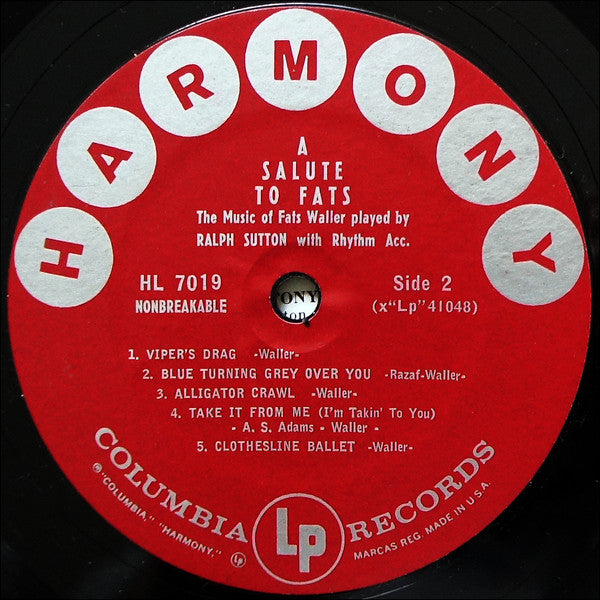 HARMONY
A
SALUTE
TO FATS
The Music of Fats Waller played by
RALPH SUTTON with Rhythm Acc.
HL 7019
NONBREAKABLE
Side 2
(x"Lp"41048)
ONY
top
1. VIPER'S DRAG -Waller-
2. BLUE TURNING GREY OVER YOU -Razaf-Waller-
3. ALLIGATOR CRAWL -Waller-
4. TAKE IT FROM ME (I'm Takin' To You)
- A. S. Adams - Waller -
5. CLOTHESLINE BALLET -Waller-
COLUMBIA Lp RECORDS
® "COLUMBIA," "HARMONY," Lp
MARCAS REG. MADE IN U.S.A.